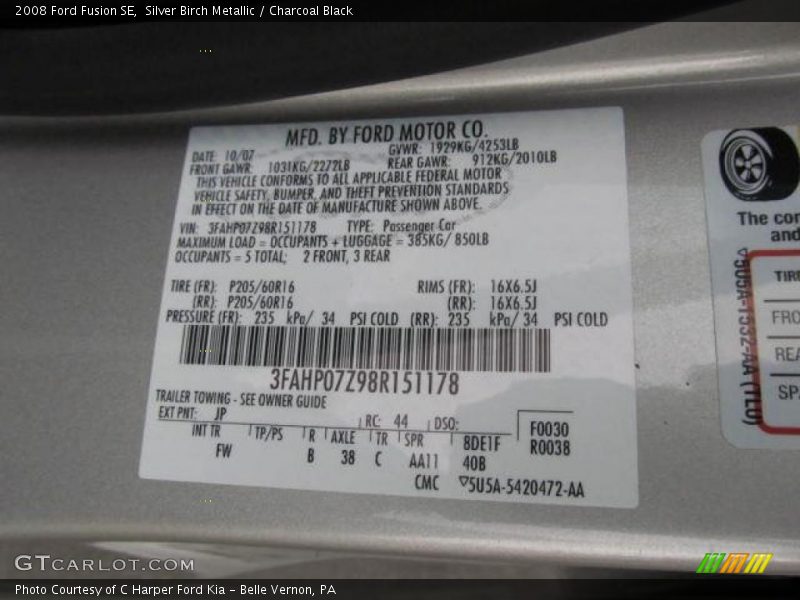 2008 Ford Fusion SE,  Silver Birch Metallic / Charcoal Black
MFD. BY FORD MOTOR CO.
DATE: 10/07 GVWR: 1929KG/4253LB
FRONT GAWR: 1031KG/2272LB REAR GAWR: 912KG/2010LB
THIS VEHICLE CONFORMS TO ALL APPLICABLE FEDERAL MOTOR
VEHICLE SAFETY, BUMPER, AND THEFT PREVENTION STANDARDS
IN EFFECT ON THE DATE OF MANUFACTURE SHOWN ABOVE.
VIN: 3FAHP07Z98R151178 TYPE: Passenger Car
MAXIMUM LOAD = OCCUPANTS + LUGGAGE = 385KG/ 850LB
OCCUPANTS = 5 TOTAL; 2 FRONT, 3 REAR
TIRE (FR): P205/60R16 RIMS (FR): 16X6.5J
(RR): P205/60R16 (RR): 16X6.5J
PRESSURE (FR): 235 kPa/ 34 PSI COLD (RR): 235 kPa/ 34 PSI COLD
3FAHP07Z98R151178
TRAILER TOWING - SEE OWNER GUIDE
EXT PNT: JP RC: 44 DSO: F0030
INT TR TP/PS R AXLE TR SPR 8DE1F R0038
FW B 38 C AA11 40B
CMC ▽5U5A-5420472-AA
The con
and
TIRE
FRO
REA
SPA
▽5U5A-1532-AA (TLU)
GTCARLOT.COM
Photo Courtesy of C Harper Ford Kia – Belle Vernon, PA